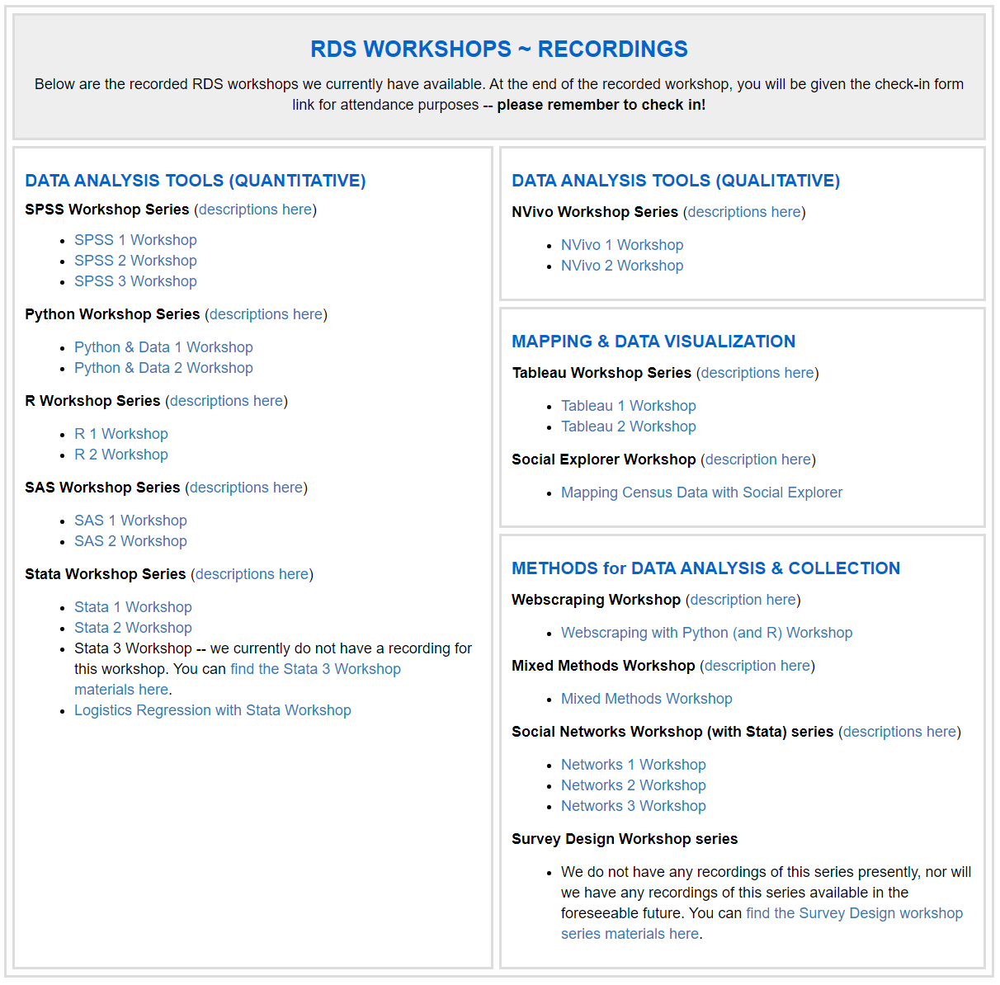 RDS WORKSHOPS ~ RECORDINGS
Below are the recorded RDS workshops we currently have available. At the end of the recorded workshop, you will be given the check-in form
link for attendance purposes -- please remember to check in!
DATA ANALYSIS TOOLS (QUANTITATIVE)
SPSS Workshop Series (descriptions here)
• SPSS 1 Workshop
• SPSS 2 Workshop
• SPSS 3 Workshop
Python Workshop Series (descriptions here)
• Python & Data 1 Workshop
• Python & Data 2 Workshop
R Workshop Series (descriptions here)
• R 1 Workshop
• R 2 Workshop
SAS Workshop Series (descriptions here)
• SAS 1 Workshop
• SAS 2 Workshop
Stata Workshop Series (descriptions here)
• Stata 1 Workshop
• Stata 2 Workshop
• Stata 3 Workshop -- we currently do not have a recording for
this workshop. You can find the Stata 3 Workshop
materials here.
• Logistics Regression with Stata Workshop
DATA ANALYSIS TOOLS (QUALITATIVE)
NVivo Workshop Series (descriptions here)
• NVivo 1 Workshop
• NVivo 2 Workshop
MAPPING & DATA VISUALIZATION
Tableau Workshop Series (descriptions here)
• Tableau 1 Workshop
• Tableau 2 Workshop
Social Explorer Workshop (description here)
• Mapping Census Data with Social Explorer
METHODS for DATA ANALYSIS & COLLECTION
Webscraping Workshop (description here)
• Webscraping with Python (and R) Workshop
Mixed Methods Workshop (description here)
• Mixed Methods Workshop
Social Networks Workshop (with Stata) series (descriptions here)
• Networks 1 Workshop
• Networks 2 Workshop
• Networks 3 Workshop
Survey Design Workshop series
• We do not have any recordings of this series presently, nor will
we have any recordings of this series available in the
foreseeable future. You can find the Survey Design workshop
series materials here.